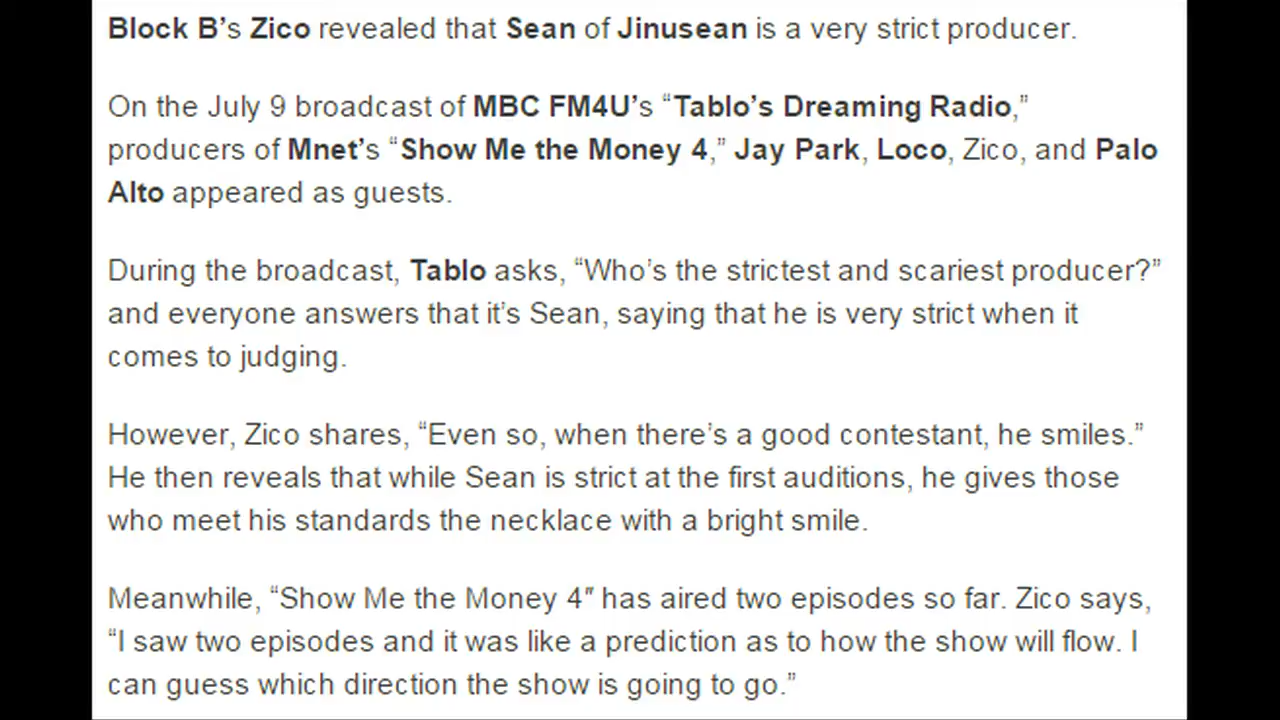 Block B’s Zico revealed that Sean of Jinusean is a very strict producer.
On the July 9 broadcast of MBC FM4U’s “Tablo’s Dreaming Radio,”
producers of Mnet’s “Show Me the Money 4,” Jay Park, Loco, Zico, and Palo
Alto appeared as guests.
During the broadcast, Tablo asks, “Who’s the strictest and scariest producer?”
and everyone answers that it’s Sean, saying that he is very strict when it
comes to judging.
However, Zico shares, “Even so, when there’s a good contestant, he smiles.”
He then reveals that while Sean is strict at the first auditions, he gives those
who meet his standards the necklace with a bright smile.
Meanwhile, “Show Me the Money 4″ has aired two episodes so far. Zico says,
“I saw two episodes and it was like a prediction as to how the show will flow. I
can guess which direction the show is going to go.”